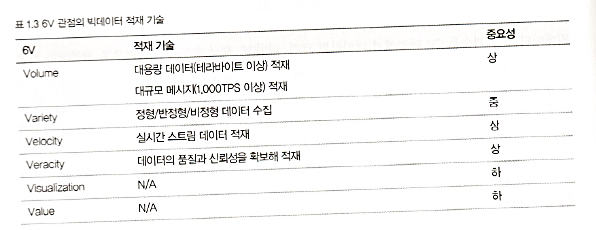 표 1.3 6V 관점의 빅데이터 적재 기술
6V 적재 기술 중요성
Volume 대용량 데이터(테라바이트 이상) 적재 상
대규모 메시지(1,000TPS 이상) 적재
Variety 정형/반정형/비정형 데이터 수집 중
Velocity 실시간 스트림 데이터 적재 상
Veracity 데이터의 품질과 신뢰성을 확보해 적재 상
Visualization N/A 하
Value N/A 하